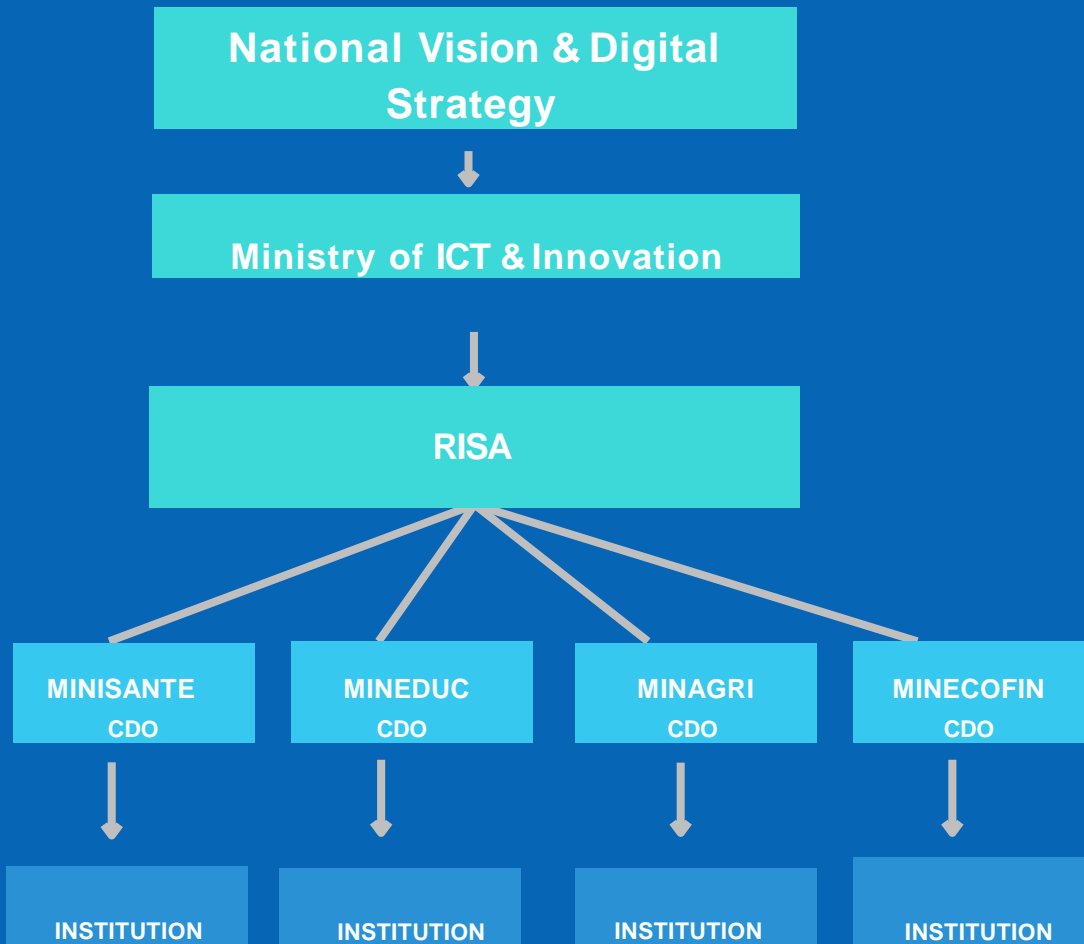 National Vision & Digital
Strategy
Ministry of ICT & Innovation
RISA
MINISANTE
CDO
MINEDUC
CDO
MINAGRI
CDO
MINECOFIN
CDO
INSTITUTION
INSTITUTION
INSTITUTION
INSTITUTION